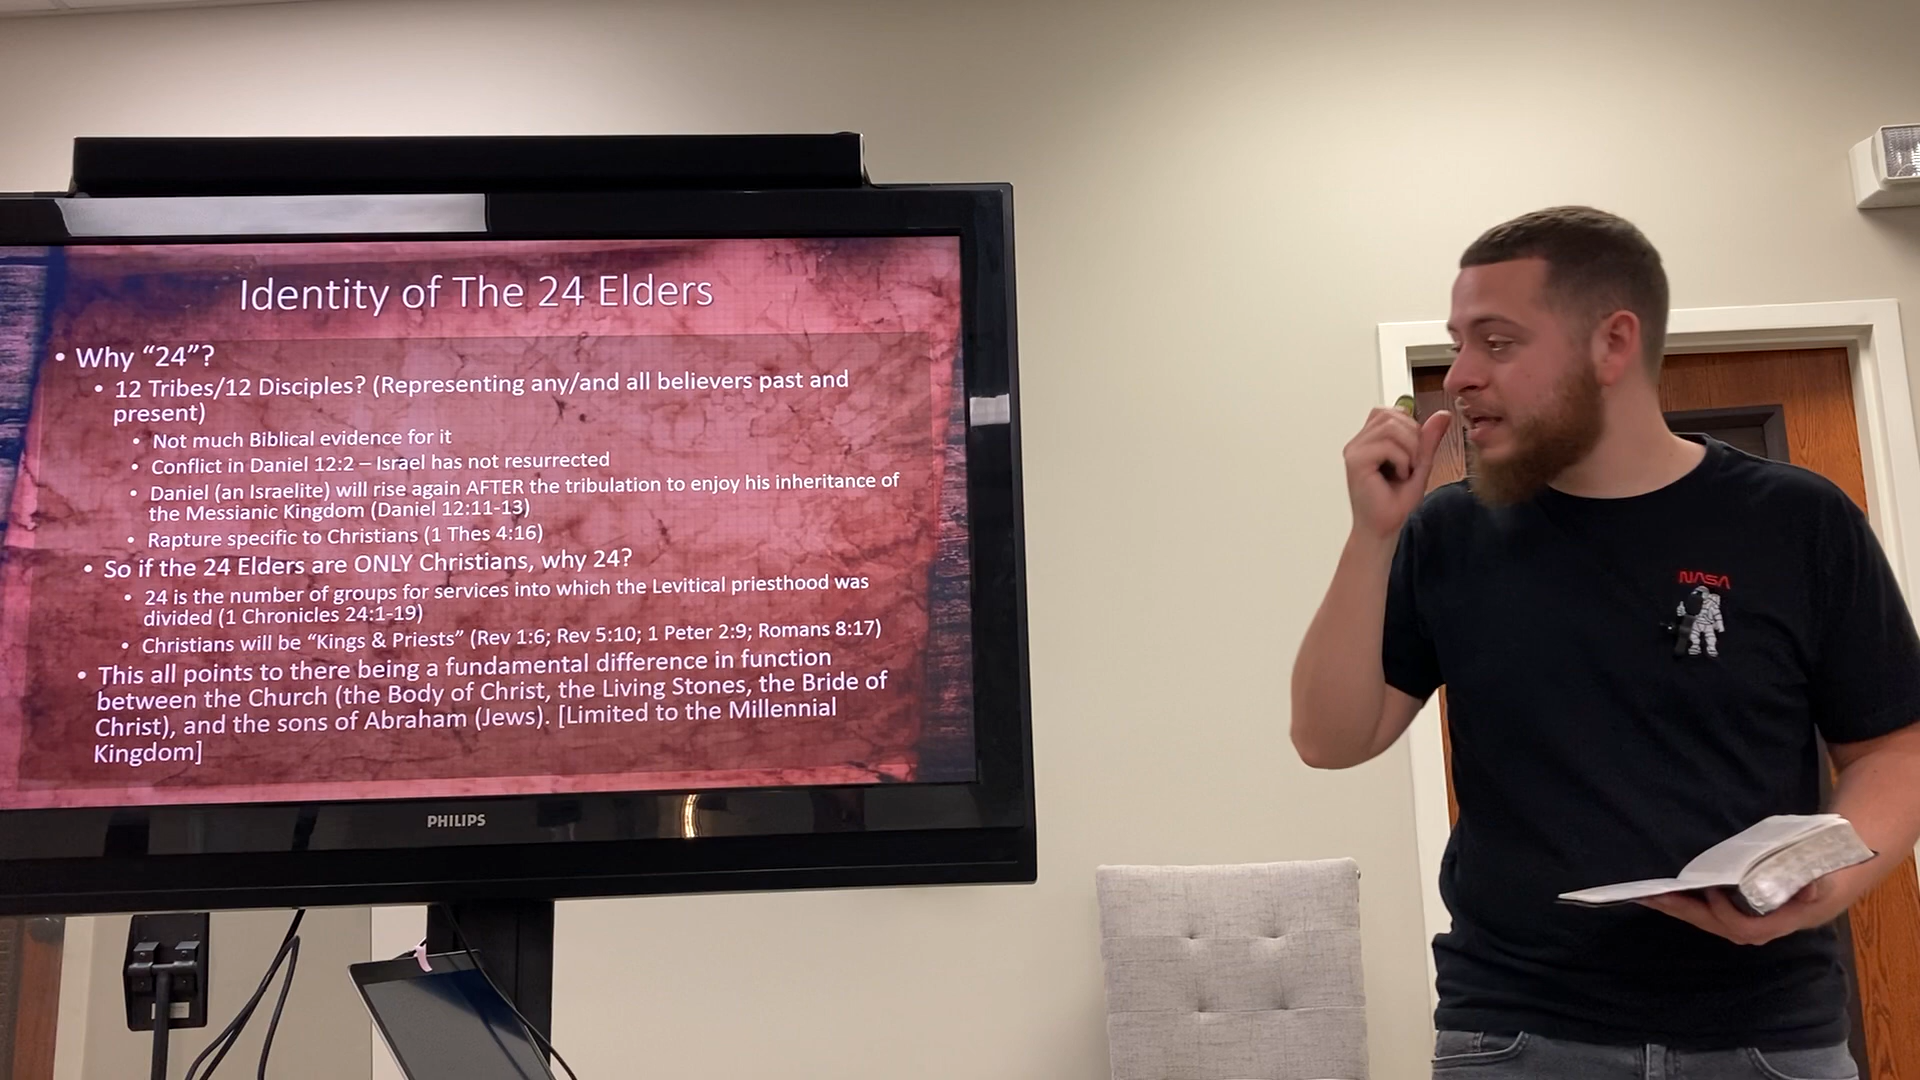 Identity of The 24 Elders
• Why “24”?
• 12 Tribes/12 Disciples? (Representing any/and all believers past and
present)
• Not much Biblical evidence for it
• Conflict in Daniel 12:2 – Israel has not resurrected
• Daniel (an Israelite) will rise again AFTER the tribulation to enjoy his inheritance of
the Messianic Kingdom (Daniel 12:11-13)
• Rapture specific to Christians (1 Thes 4:16)
• So if the 24 Elders are ONLY Christians, why 24?
• 24 is the number of groups for services into which the Levitical priesthood was
divided (1 Chronicles 24:1-19)
• Christians will be “Kings & Priests” (Rev 1:6; Rev 5:10; 1 Peter 2:9; Romans 8:17)
• This all points to there being a fundamental difference in function
between the Church (the Body of Christ, the Living Stones, the Bride of
Christ), and the sons of Abraham (Jews). [Limited to the Millennial
Kingdom]
PHILIPS
NASA